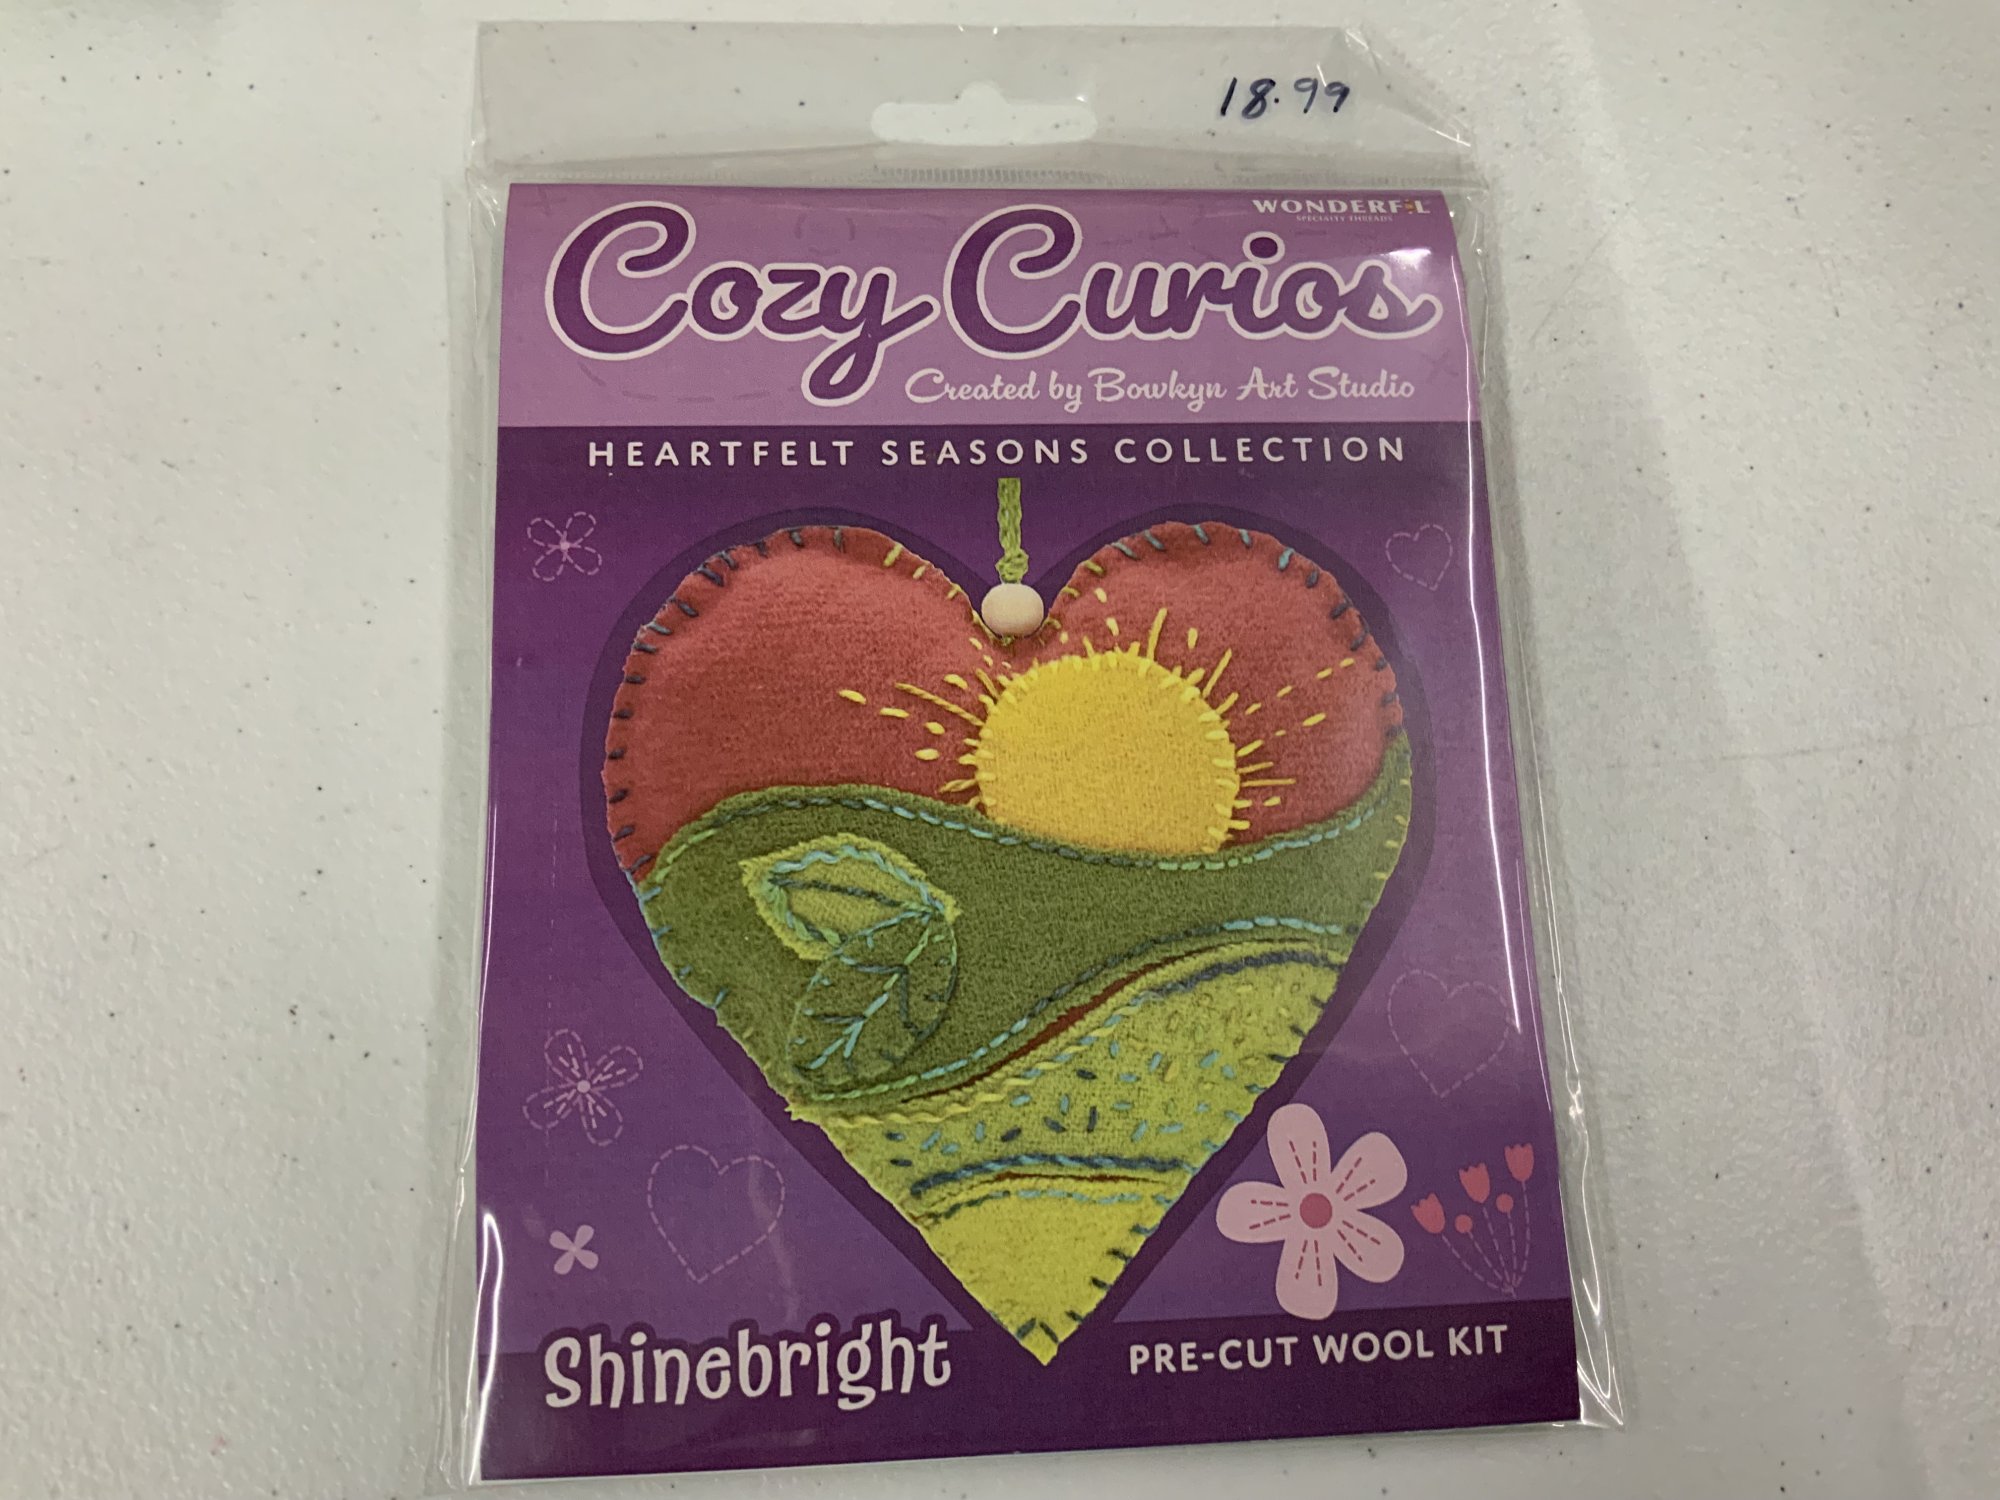 18.99
WONDERFIL
SPECIALTY THREADS
Cozy Curios
Created by Bowkyn Art Studio
HEARTFELT SEASONS COLLECTION
Shinebright
PRE-CUT WOOL KIT